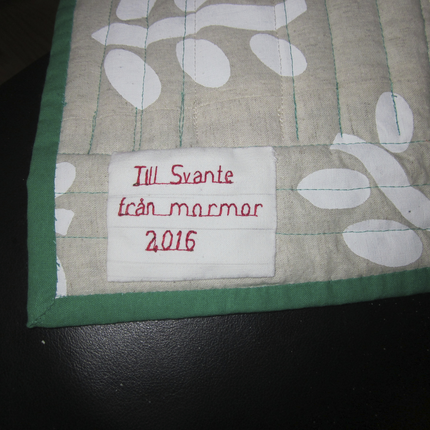 Till Svante
från mormor
2016